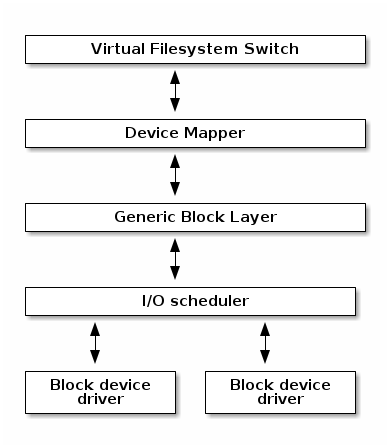 Virtual Filesystem Switch
Device Mapper
Generic Block Layer
I/O scheduler
Block device
driver
Block device
driver